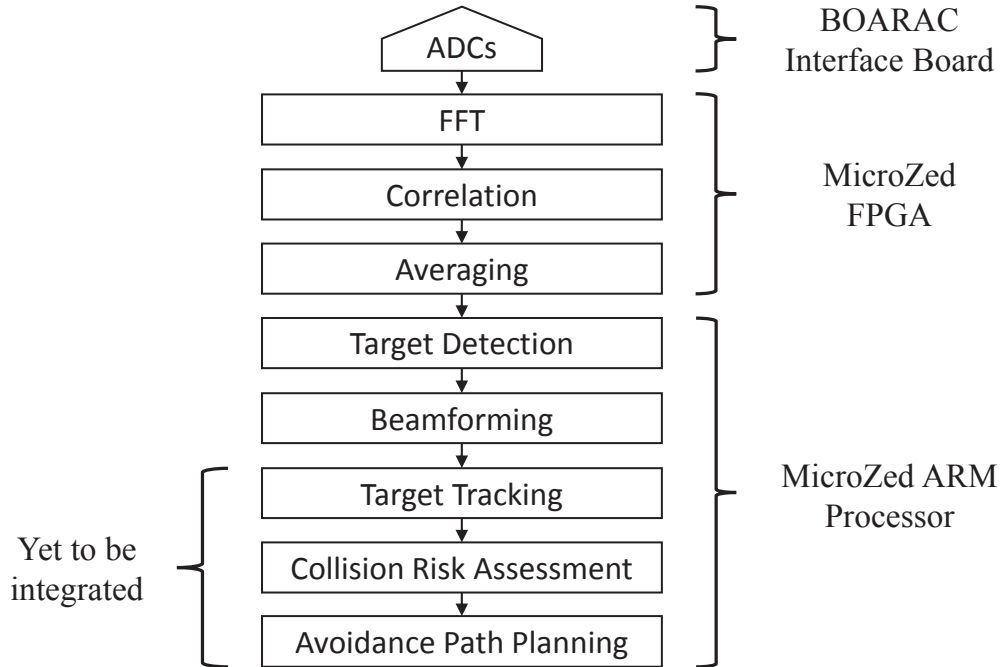 ADCs
BOARAC
Interface Board
FFT
Correlation
Averaging
MicroZed
FPGA
Target Detection
Beamforming
Target Tracking
Collision Risk Assessment
Avoidance Path Planning
MicroZed ARM
Processor
Yet to be
integrated